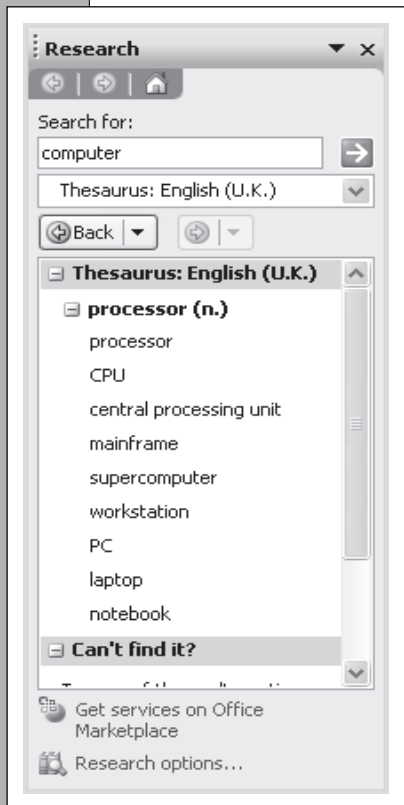 Research
Search for:
computer
Thesaurus: English (U.K.)
Back
Thesaurus: English (U.K.)
processor (n.)
processor
CPU
central processing unit
mainframe
supercomputer
workstation
PC
laptop
notebook
Can't find it?
Get services on Office
Marketplace
Research options...